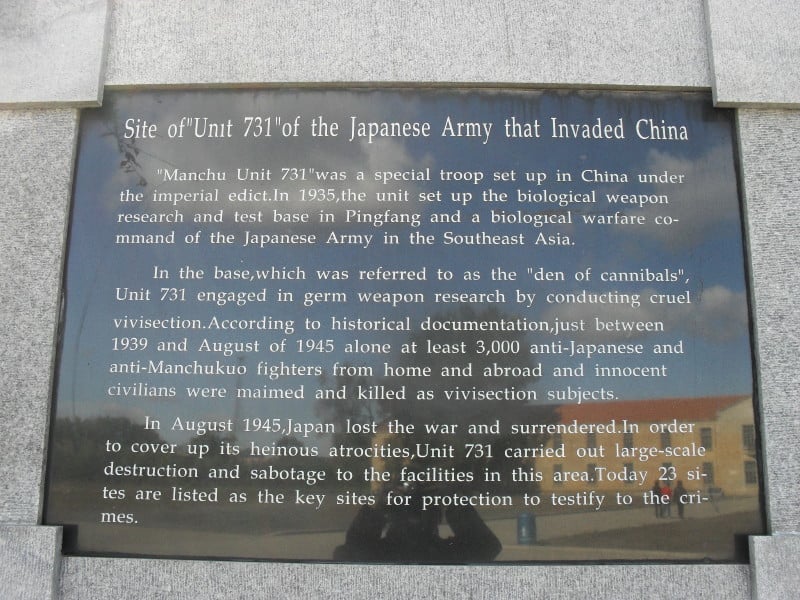 Site of"Unit 731"of the Japanese Army that Invaded China
"Manchu Unit 731"was a special troop set up in China under
the imperial edict.In 1935,the unit set up the biological weapon
research and test base in Pingfang and a biological warfare co-
mmand of the Japanese Army in the Southeast Asia.
In the base,which was referred to as the "den of cannibals",
Unit 731 engaged in germ weapon research by conducting cruel
vivisection.According to historical documentation,just between
1939 and August of 1945 alone at least 3,000 anti-Japanese and
anti-Manchukuo fighters from home and abroad and innocent
civilians were maimed and killed as vivisection subjects.
In August 1945,Japan lost the war and surrendered.In order
to cover up its heinous atrocities,Unit 731 carried out large-scale
destruction and sabotage to the facilities in this area.Today 23 si-
tes are listed as the key sites for protection to testify to the cri-
mes.